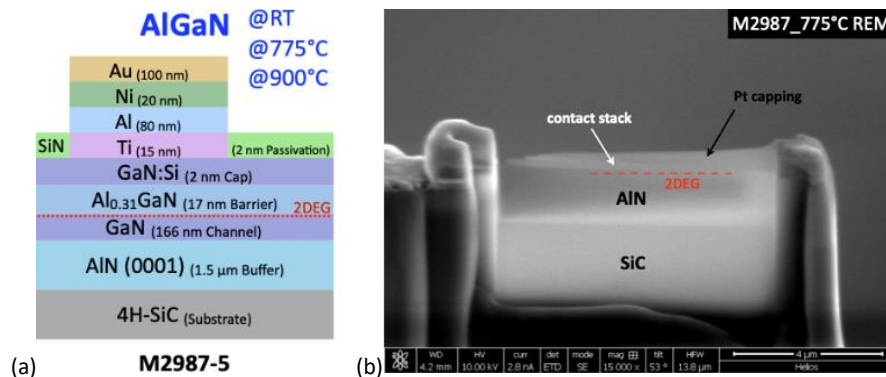 AlGaN @RT
@775°C
@900°C
Au (100 nm)
Ni (20 nm)
Al (80 nm)
SiN Ti (15 nm) (2 nm Passivation)
GaN:Si (2 nm Cap)
Al0.31GaN (17 nm Barrier) 2DEG
GaN (166 nm Channel)
AlN (0001) (1.5 µm Buffer)
4H-SiC (Substrate)
(a) M2987-5
M2987_775°C REM
Pt capping
contact stack
2DEG
AlN
SiC
WD HV curr det mode mag tilt HFW 4 µm
4.2 mm 10.00 kV 2.8 nA ETD SE 15 000 x 53 ° 13.8 µm Helios
(b)